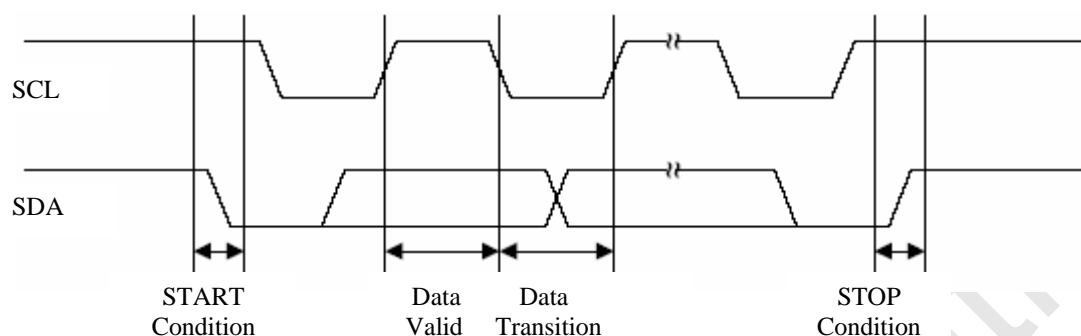 SCL
SDA
START Data Data STOP
Condition Valid Transition Condition